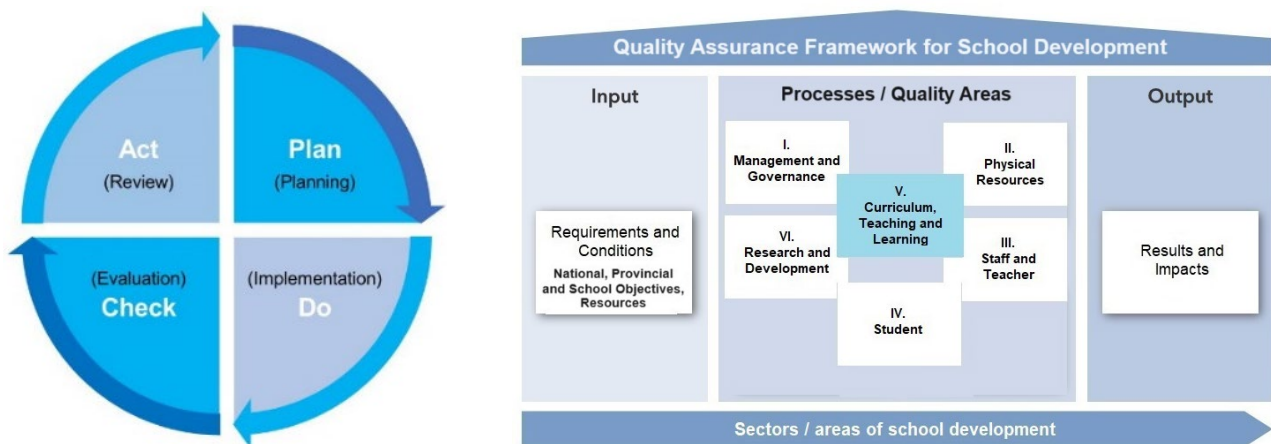 Act
(Review)
Plan
(Planning)
(Evaluation)
Check
(Implementation)
Do
Quality Assurance Framework for School Development
Input
Requirements and
Conditions
National, Provincial
and School Objectives,
Resources
Processes / Quality Areas
I.
Management and
Governance
II.
Physical
Resources
V.
Curriculum,
Teaching and
Learning
VI.
Research and
Development
III.
Staff and
Teacher
IV.
Student
Output
Results and
Impacts
Sectors / areas of school development